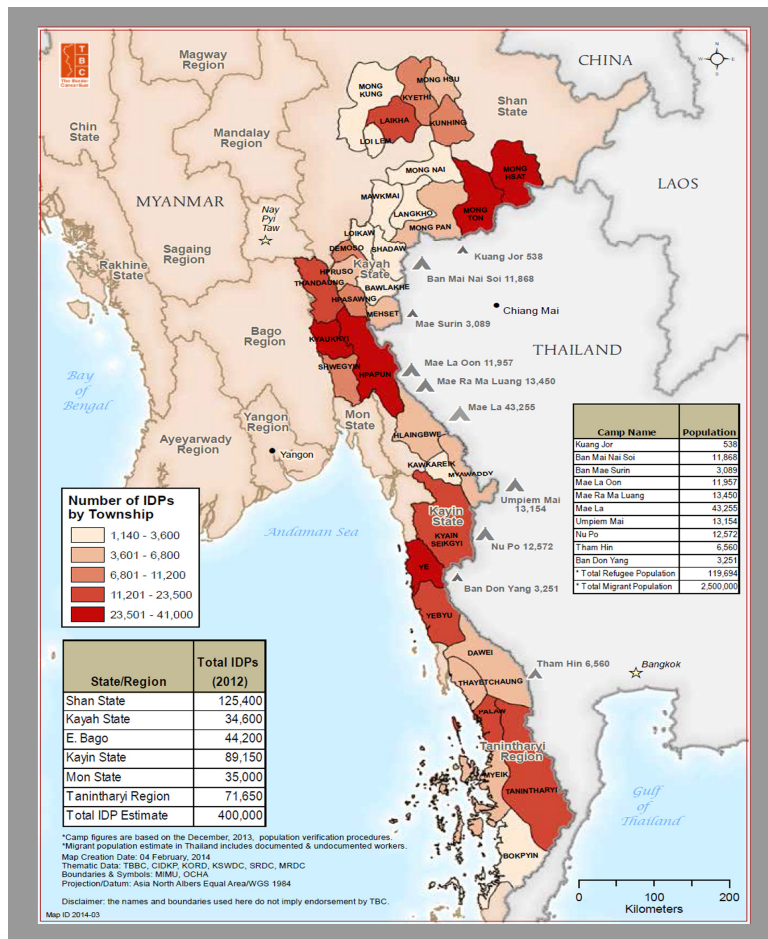 T
B
C
The Border
Consortium
N
W
E
S
CHINA
Magway
Region
MONG
KUNG
MONG HSU
KYETHI
Shan
State
LAIKHA
KUNHING
Chin
State
Mandalay
Region
LOI LEM
MONG NAI
MONG
HSAT
LAOS
MYANMAR
MAWKMAI
LANGKHO
MONG
TON
Nay
Pyi
Taw
MONG PAN
LOIKAW
DEMOSO
SHADAW
Sagaing
Region
Kuang Jor 538
Rakhine
State
Kayah
State
HPRUSO
Ban Mai Nai Soi 11,868
THANDAUNG
BAWLAKHE
HPASAWNG
Chiang Mai
MEHSET
Mae Surin 3,089
Bago
Region
KYAUKKYI
THAILAND
SHWEGYIN
HPAPUN
Mae La Oon 11,957
Bay
of
Bengal
Mae Ra Ma Luang 13,450
Mon
State
Mae La 43,255
Yangon
Region
Ayeyarwady
Region
HLAINGBWE
Yangon
KAWKAREIK
MYAWADDY
Umpiem Mai
13,154
Kayin
State
KYAIN
SEIKGYI
Andaman Sea
Nu Po 12,572
YE
Ban Don Yang 3,251
YEBYU
DAWEI
Tham Hin 6,560
Bangkok
THAYETCHAUNG
PALAW
Tanintharyi
Region
MYEIK
TANINTHARYI
Gulf
of
Thailand
BOKPYIN
Camp Name Population
Kuang Jor 538
Ban Mai Nai Soi 11,868
Ban Mae Surin 3,089
Mae La Oon 11,957
Mae Ra Ma Luang 13,450
Mae La 43,255
Umpiem Mai 13,154
Nu Po 12,572
Tham Hin 6,560
Ban Don Yang 3,251
* Total Refugee Population 119,694
* Total Migrant Population 2,500,000
Number of IDPs
by Township
1,140 - 3,600
3,601 - 6,800
6,801 - 11,200
11,201 - 23,500
23,501 - 41,000
State/Region Total IDPs (2012)
Shan State 125,400
Kayah State 34,600
E. Bago 44,200
Kayin State 89,150
Mon State 35,000
Tanintharyi Region 71,650
Total IDP Estimate 400,000
*Camp figures are based on the December, 2013, population verification procedures.
*Migrant population estimate in Thailand includes documented & undocumented workers.
Map Creation Date: 04 February, 2014
Thematic Data: TBBC, CIDKP, KORD, KSWDC, SRDC, MRDC
Boundaries & Symbols: MIMU, OCHA
Projection/Datum: Asia North Albers Equal Area/WGS 1984
Disclaimer: the names and boundaries used here do not imply endorsement by TBC.
Map ID 2014-03
0 100 200
Kilometers